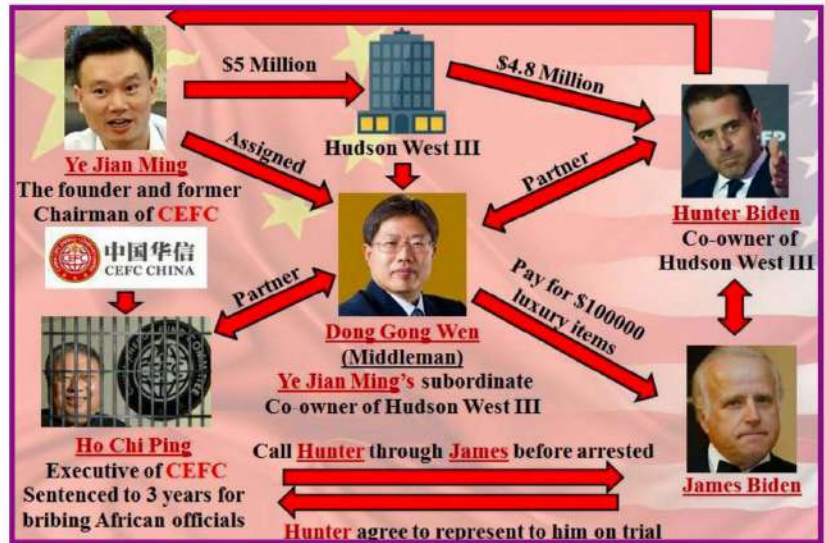 $5 Million
$4.8 Million
Hudson West III
Assigned
Partner
Ye Jian Ming
The founder and former
Chairman of CEFC
中国华信
CEFC CHINA
Hunter Biden
Co-owner of
Hudson West III
Partner
Pay for $100000
luxury items
Dong Gong Wen
(Middleman)
Ye Jian Ming's subordinate
Co-owner of Hudson West III
Ho Chi Ping
Executive of CEFC
Sentenced to 3 years for
bribing African officials
Call Hunter through James before arrested
James Biden
Hunter agree to represent to him on trial